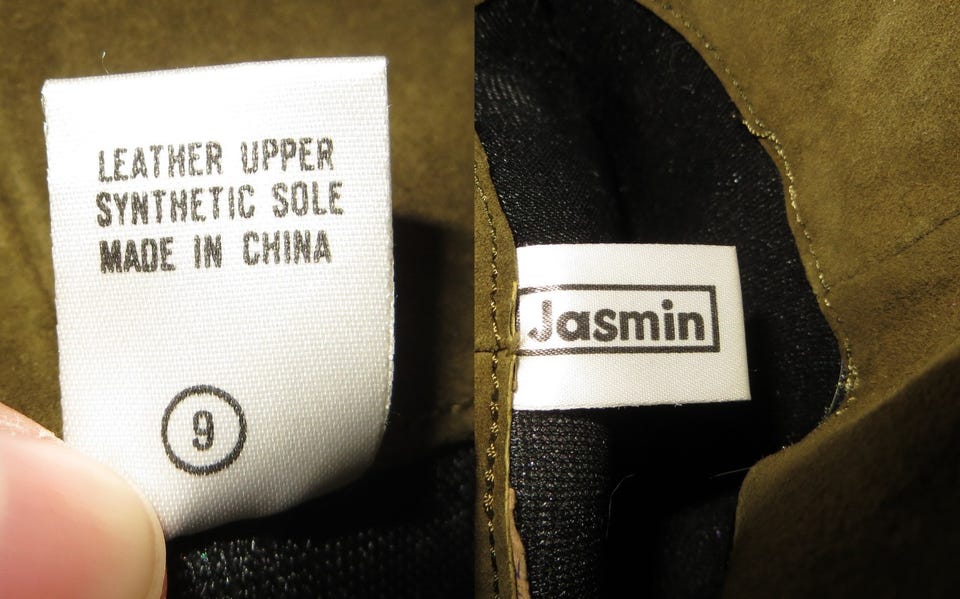 LEATHER UPPER
SYNTHETIC SOLE
MADE IN CHINA
9
Jasmin